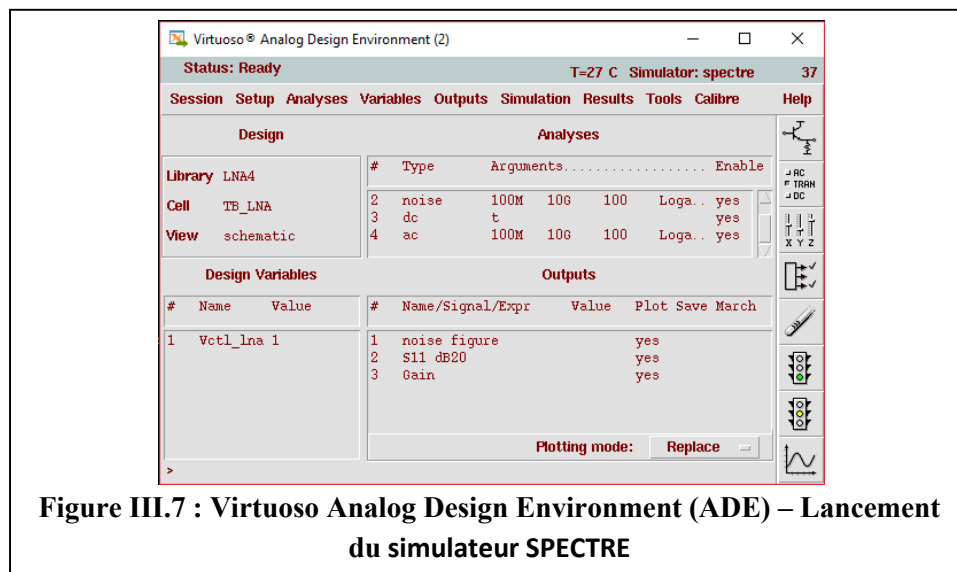 Virtuoso® Analog Design Environment (2)
Status: Ready T=27 C Simulator: spectre 37
Session Setup Analyses Variables Outputs Simulation Results Tools Calibre Help
Design
Library LNA4
Cell TB_LNA
View schematic
Analyses
# Type Arguments................... Enable
2 noise 100M 10G 100 Loga.. yes
3 dc t yes
4 ac 100M 10G 100 Loga.. yes
Design Variables
# Name Value
1 Vctl_lna 1
Outputs
# Name/Signal/Expr Value Plot Save March
1 noise figure yes
2 S11 dB20 yes
3 Gain yes
Plotting mode: Replace
>
AC
TRAN
DC
X Y Z
Figure III.7 : Virtuoso Analog Design Environment (ADE) – Lancement
du simulateur SPECTRE